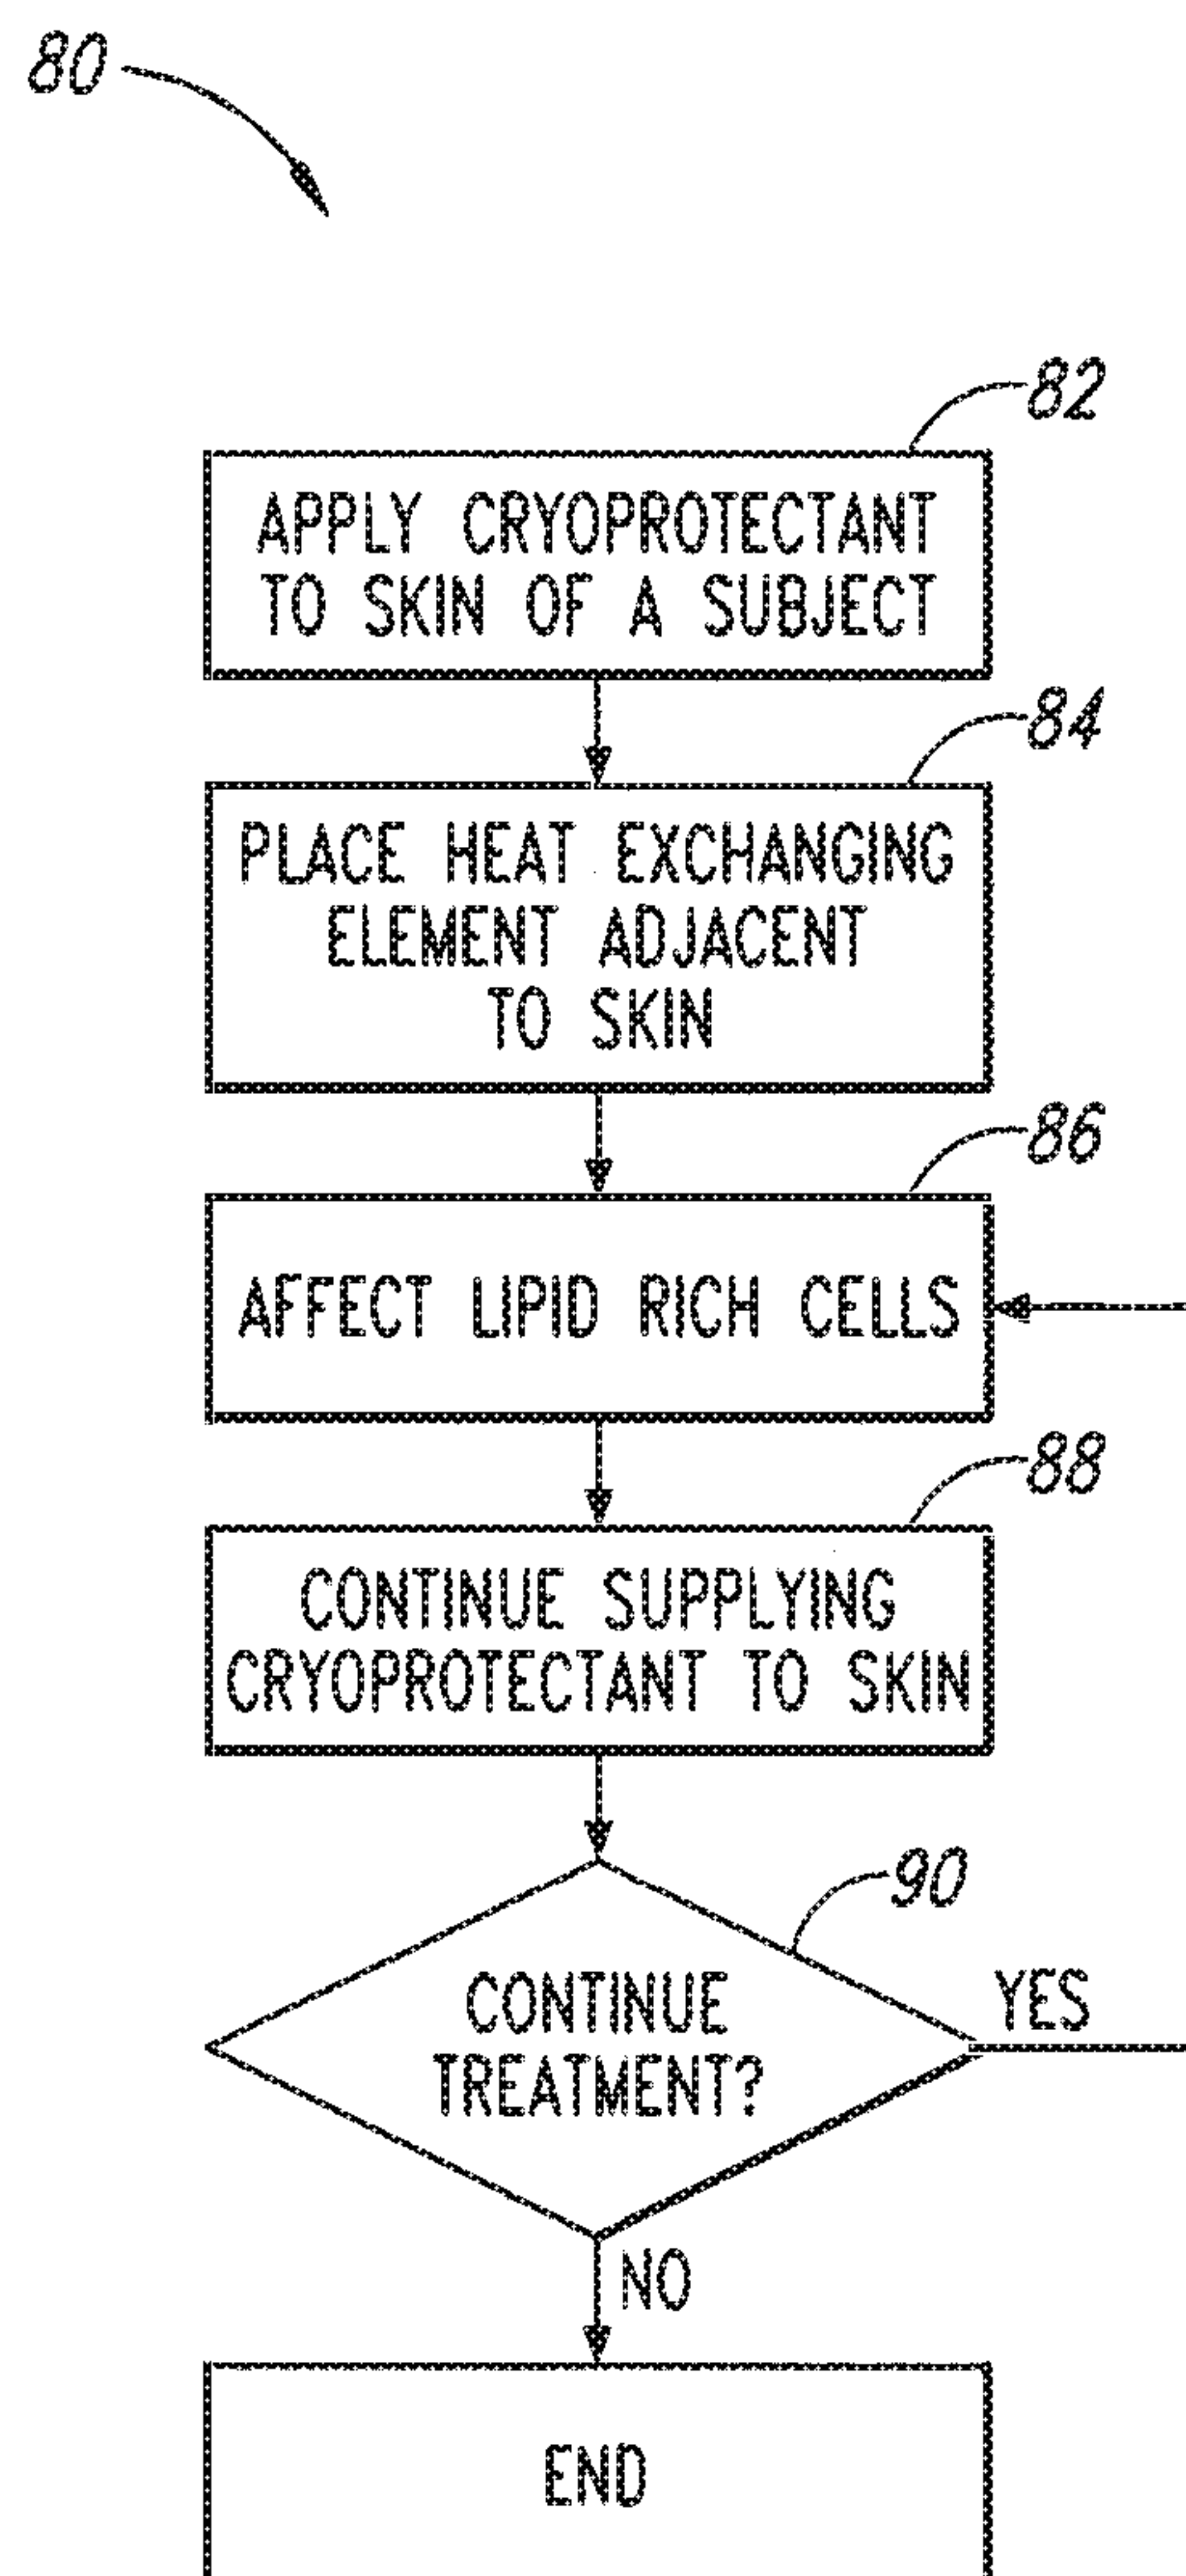 80
82
APPLY CRYOPROTECTANT
TO SKIN OF A SUBJECT
84
PLACE HEAT EXCHANGING
ELEMENT ADJACENT
TO SKIN
86
AFFECT LIPID RICH CELLS
88
CONTINUE SUPPLYING
CRYOPROTECTANT TO SKIN
90
CONTINUE
TREATMENT?
YES
NO
END